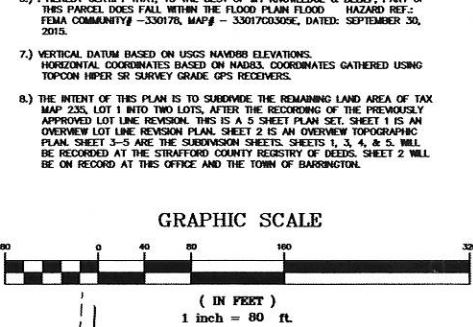 THIS PARCEL DOES FALL WITHIN THE FLOOD PLAIN FLOOD HAZARD REF.:
FEMA COMMUNITY# -330178, MAP# - 33017C0305E, DATED: SEPTEMBER 30,
2015.
7.) VERTICAL DATUM BASED ON USGS NAVD88 ELEVATIONS.
HORIZONTAL COORDINATES BASED ON NAD83. COORDINATES GATHERED USING
TOPCON HIPER SR SURVEY GRADE GPS RECEIVERS.
8.) THE INTENT OF THIS PLAN IS TO SUBDIVIDE THE REMAINING LAND AREA OF TAX
MAP 235, LOT 1 INTO TWO LOTS, AFTER THE RECORDING OF THE PREVIOUSLY
APPROVED LOT LINE REVISION. THIS IS A 5 SHEET PLAN SET. SHEET 1 IS AN
OVERVIEW LOT LINE REVISION PLAN. SHEET 2 IS AN OVERVIEW TOPOGRAPHIC
PLAN. SHEET 3-5 ARE THE SUBDIVISION SHEETS. SHEETS 1, 3, 4, & 5. WILL
BE RECORDED AT THE STRAFFORD COUNTY REGISTRY OF DEEDS. SHEET 2 WILL
BE ON RECORD AT THIS OFFICE AND THE TOWN OF BARRINGTON.
GRAPHIC SCALE
80 0 40 80 160 32
( IN FEET )
1 inch = 80 ft.